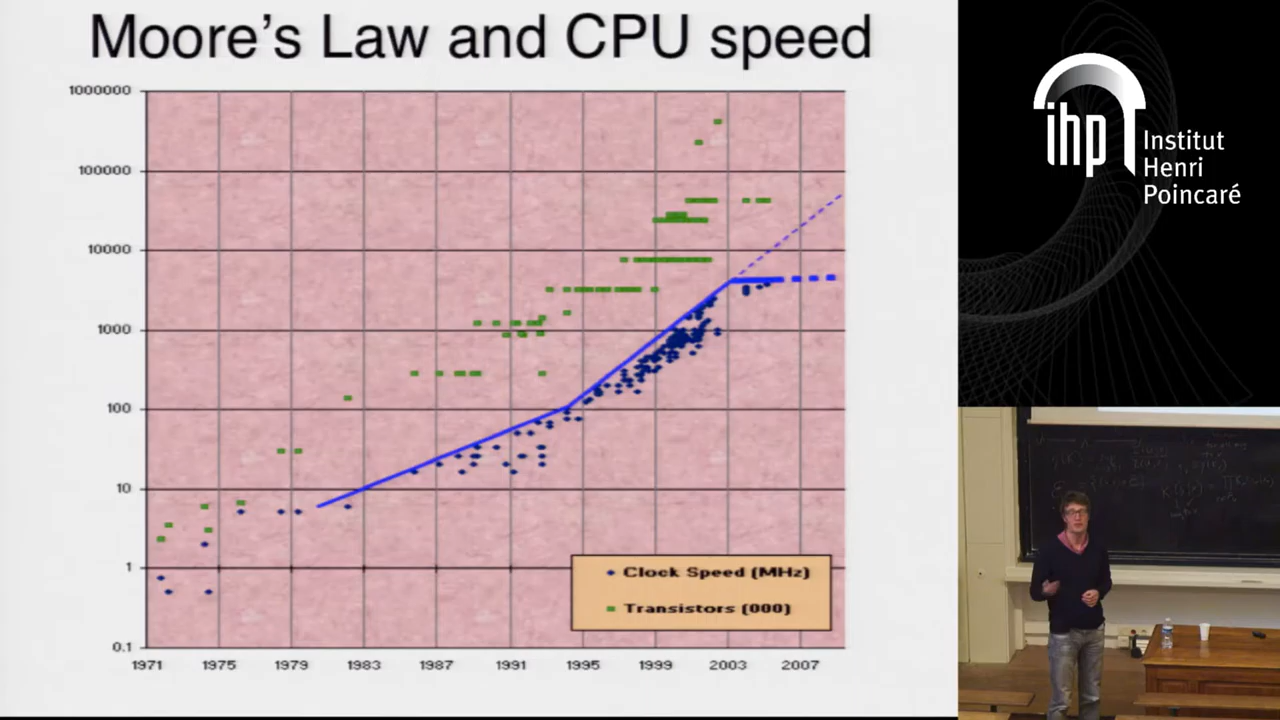 Moore's Law and CPU speed
1000000
100000
10000
1000
100
10
1
0.1
1971 1975 1979 1983 1987 1991 1995 1999 2003 2007
Clock Speed (MHz)
Transistors (000)
ihp
Institut
Henri
Poincaré